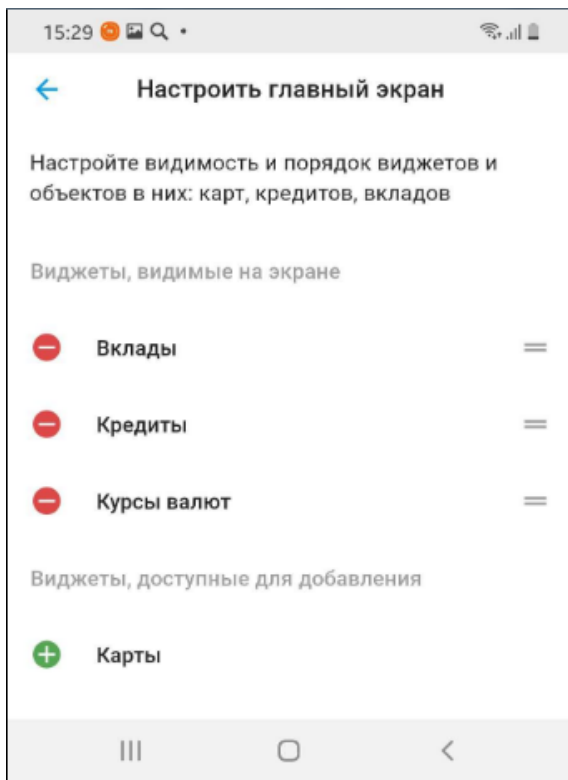 15:29
Настроить главный экран
Настройте видимость и порядок виджетов и
объектов в них: карт, кредитов, вкладов
Виджеты, видимые на экране
Вклады
Кредиты
Курсы валют
Виджеты, доступные для добавления
Карты